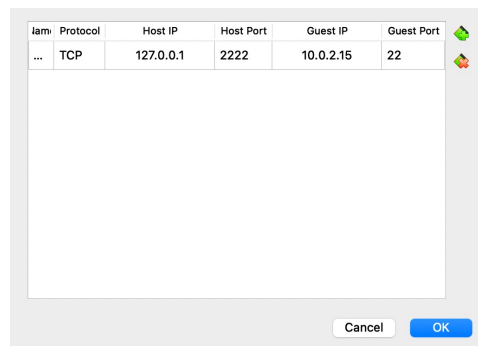 Protocol Host IP Host Port Guest IP Guest Port
... TCP 127.0.0.1 2222 10.0.2.15 22
Cancel OK